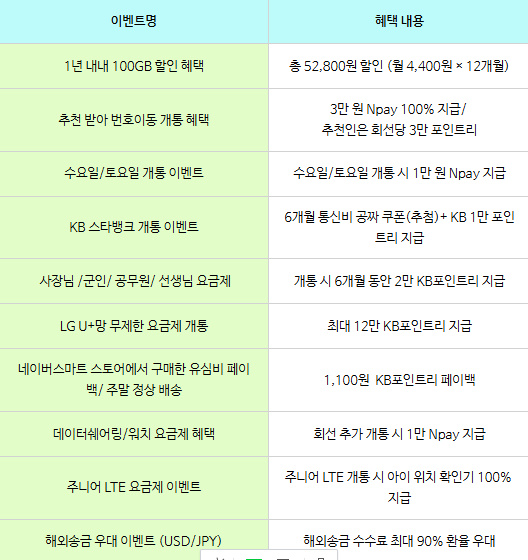 이벤트명
혜택 내용
1년 내내 100GB 할인 혜택
총 52,800원 할인 (월 4,400원 × 12개월)
추천 받아 번호이동 개통 혜택
3만 원 Npay 100% 지급/
추천인은 회선당 3만 포인트리
수요일/토요일 개통 이벤트
수요일/토요일 개통 시 1만 원 Npay 지급
KB 스타뱅크 개통 이벤트
6개월 통신비 공짜 쿠폰(추첨)+ KB 1만 포인
트리 지급
사장님 /군인/ 공무원/ 선생님 요금제
개통 시 6개월 동안 2만 KB포인트리 지급
LG U+망 무제한 요금제 개통
최대 12만 KB포인트리 지급
네이버스마트 스토어에서 구매한 유심비 페이
백/ 주말 정상 배송
1,100원 KB포인트리 페이백
데이터쉐어링/워치 요금제 혜택
회선 추가 개통 시 1만 Npay 지급
주니어 LTE 요금제 이벤트
주니어 LTE 개통 시 아이 위치 확인기 100%
지급
해외송금 우대 이벤트 (USD/JPY)
해외송금 수수료 최대 90% 환율 우대